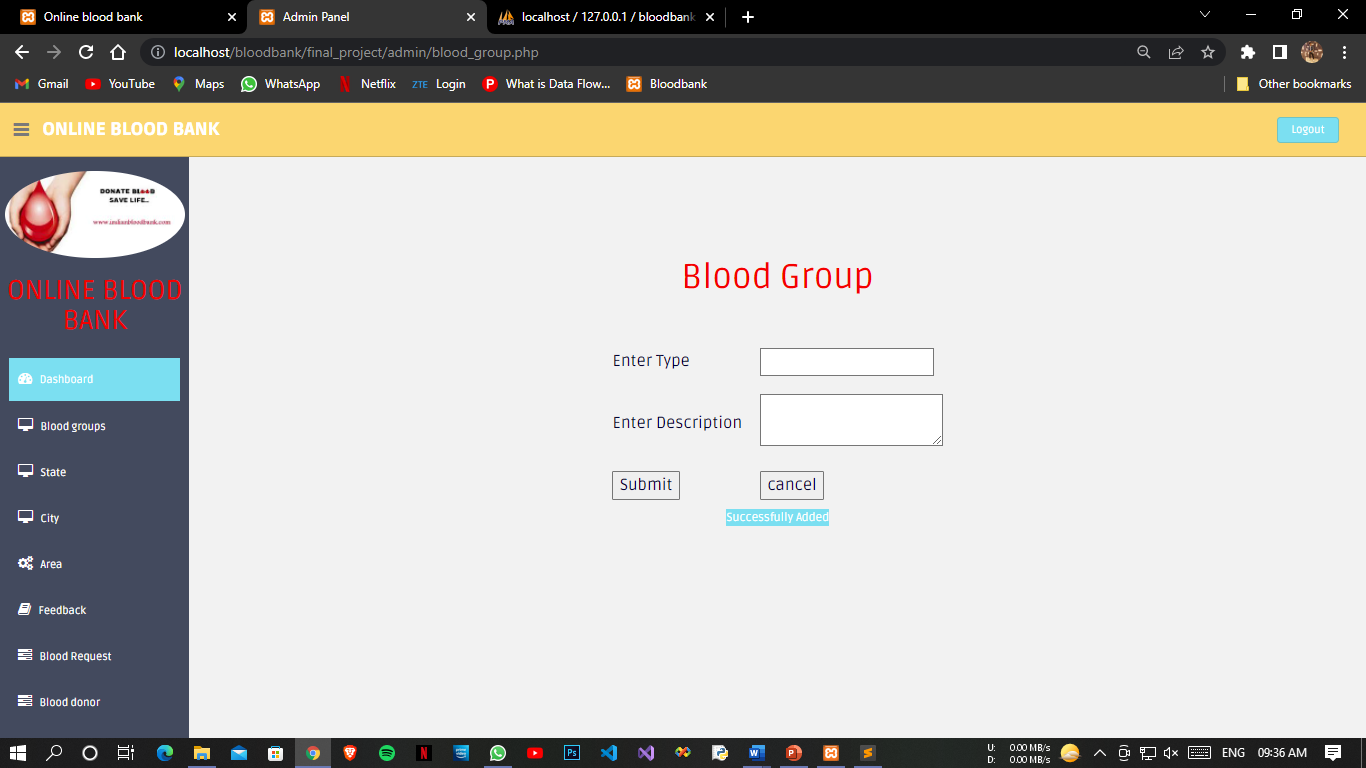 Online blood bank
Admin Panel
localhost / 127.0.0.1 / bloodbank
localhost/bloodbank/final_project/admin/blood_group.php
Gmail
YouTube
Maps
WhatsApp
Netflix
ZTE Login
What is Data Flow...
Bloodbank
Other bookmarks
ONLINE BLOOD BANK
Logout
DONATE BLOOD
SAVE LIFE..
www.indianbloodbank.com
ONLINE BLOOD
BANK
Dashboard
Blood groups
State
City
Area
Feedback
Blood Request
Blood donor
Blood Group
Enter Type
Enter Description
Submit
cancel
Successfully Added
U: 0.00 MB/s
D: 0.00 MB/s
ENG
09:36 AM